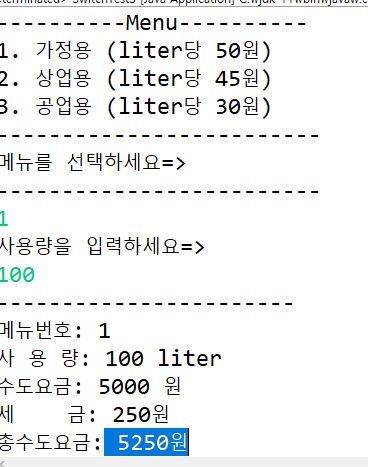 SwitchTest3 [Java Application]
----------Menu----------
1. 가정용 (liter당 50원)
2. 상업용 (liter당 45원)
3. 공업용 (liter당 30원)
-------------------------
메뉴를 선택하세요=>
-------------------------
1
사용량을 입력하세요=>
100
-----------------------
메뉴번호: 1
사 용 량: 100 liter
수도요금: 5000 원
세    금: 250원
총수도요금: 5250원